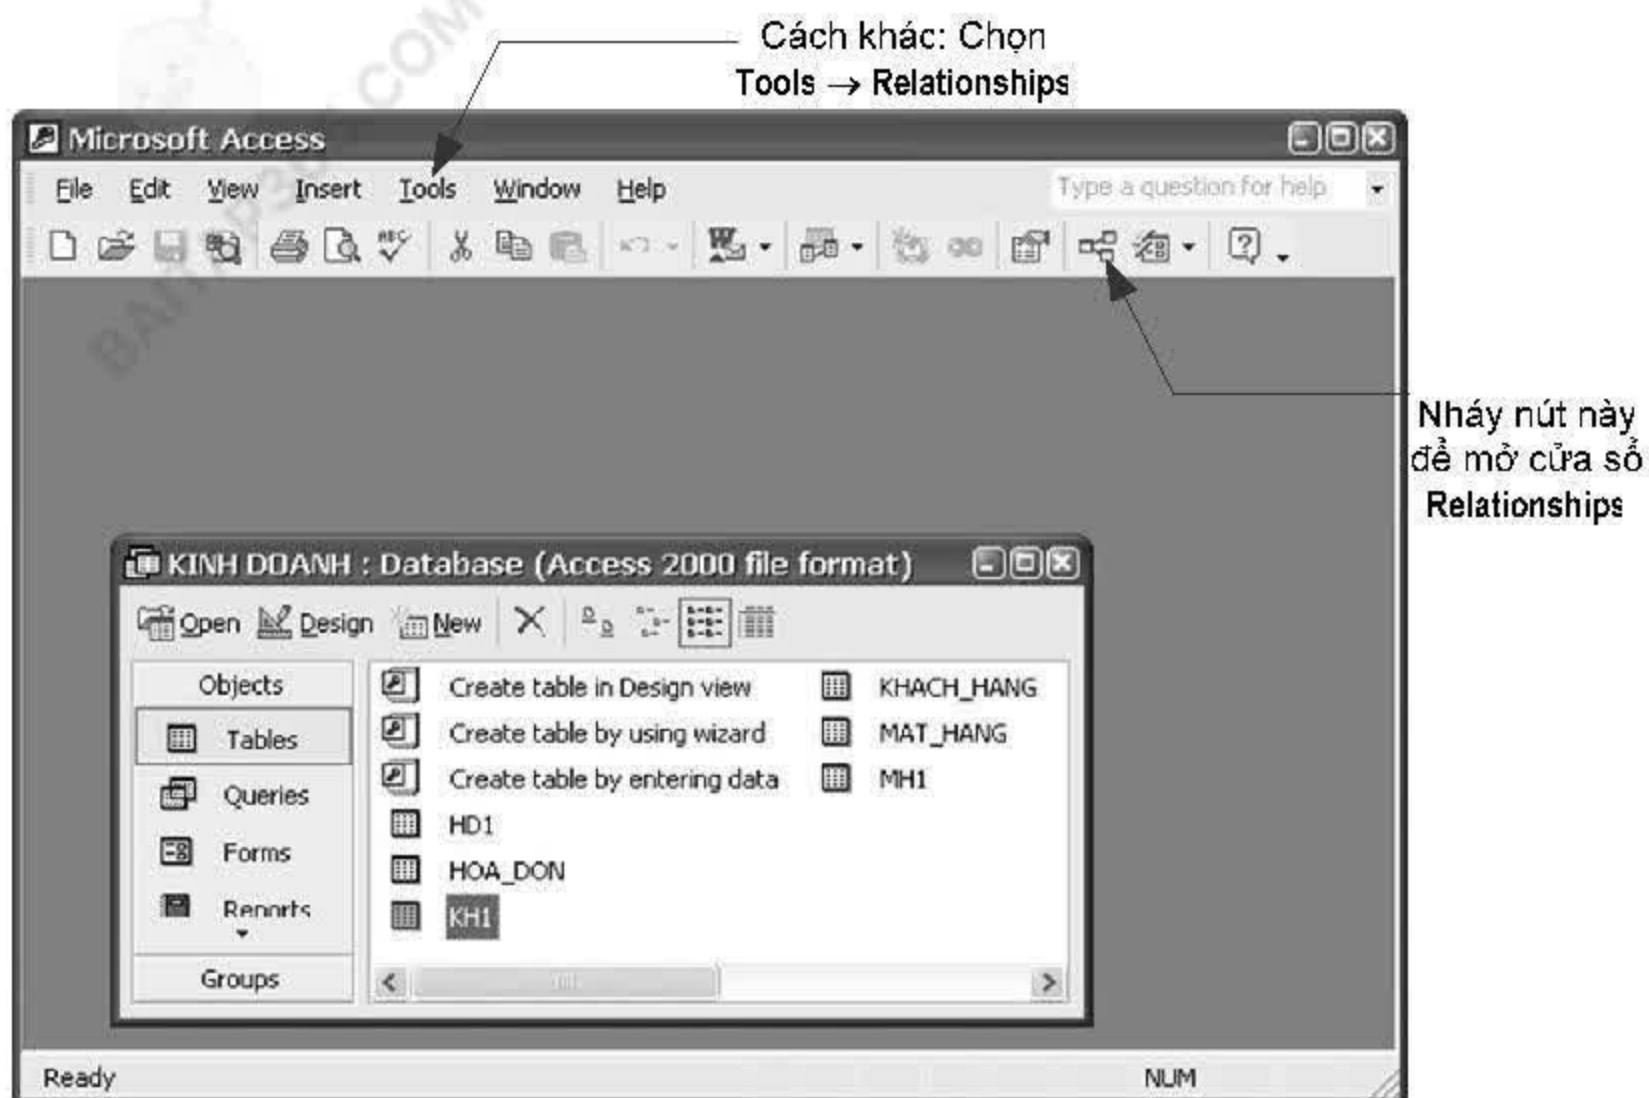 Cách khác: Chọn
Tools → Relationships
Microsoft Access
File Edit View Insert Tools Window Help Type a question for help
Nháy nút này
để mở cửa sổ
Relationships
KINH DOANH : Database (Access 2000 file format)
Open Design New
Objects
Tables
Queries
Forms
Reports
Groups
Create table in Design view
Create table by using wizard
Create table by entering data
HD1
HOA_DON
KH1
KHACH_HANG
MAT_HANG
MH1
Ready NUM